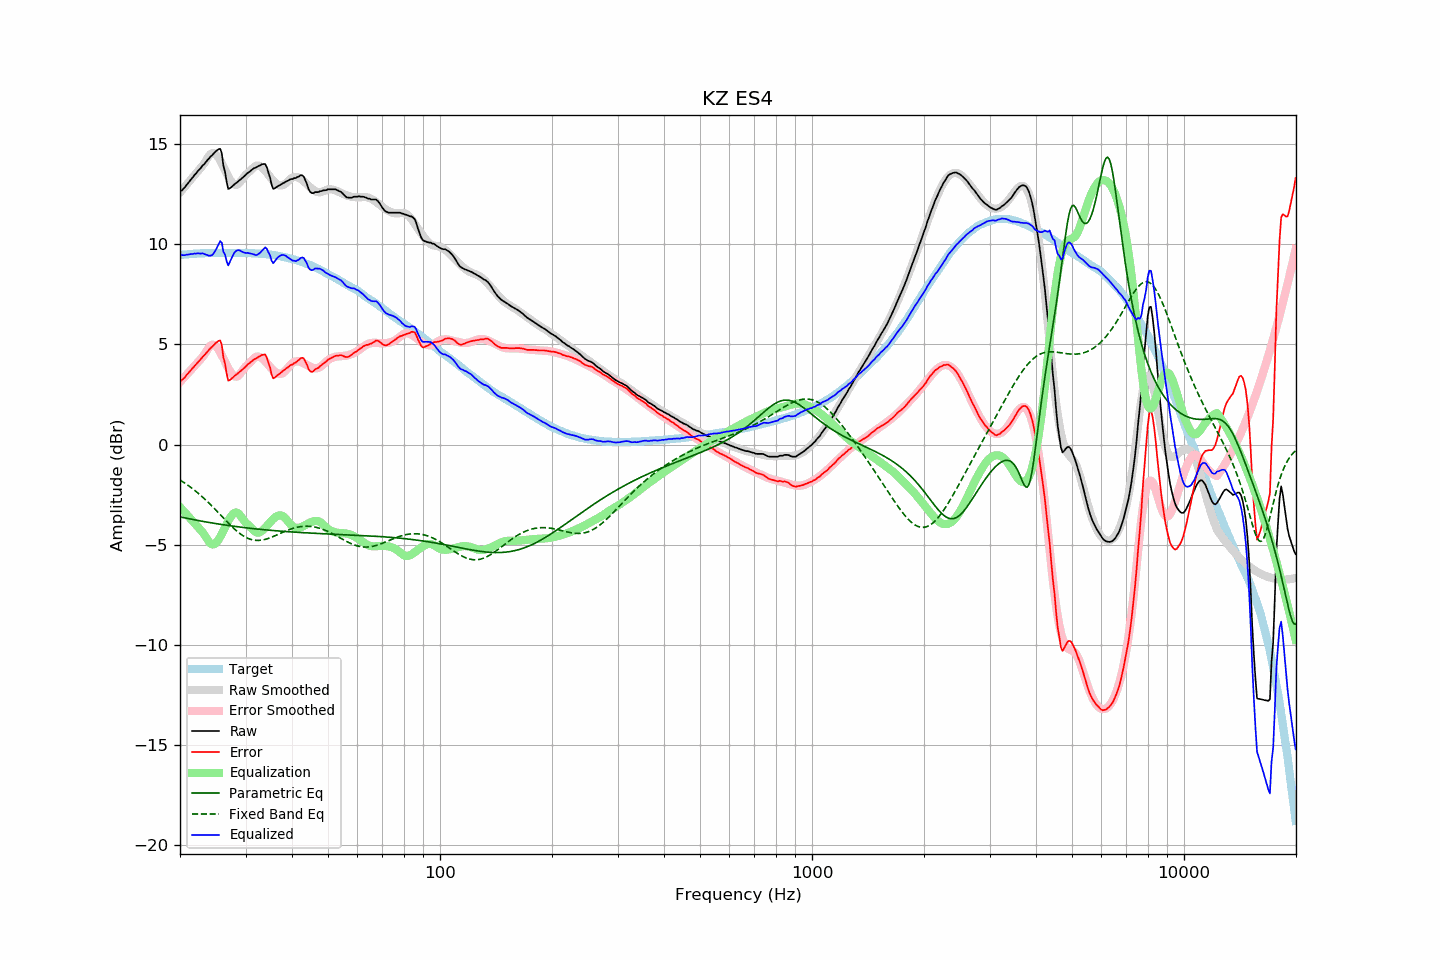 KZ ES4
15
10
5
0
−5
−10
−15
−20
Amplitude (dBr)
Target
Raw Smoothed
Error Smoothed
Raw
Error
Equalization
Parametric Eq
Fixed Band Eq
Equalized
100
1000
10000
Frequency (Hz)